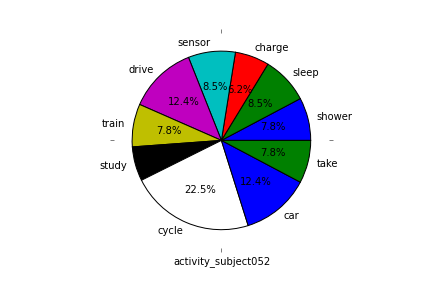 sensor
charge
drive
sleep
8.5%
6.2%
12.4%
8.5%
train
shower
7.8%
7.8%
7.8%
study
take
22.5%
12.4%
cycle
car
activity_subject052